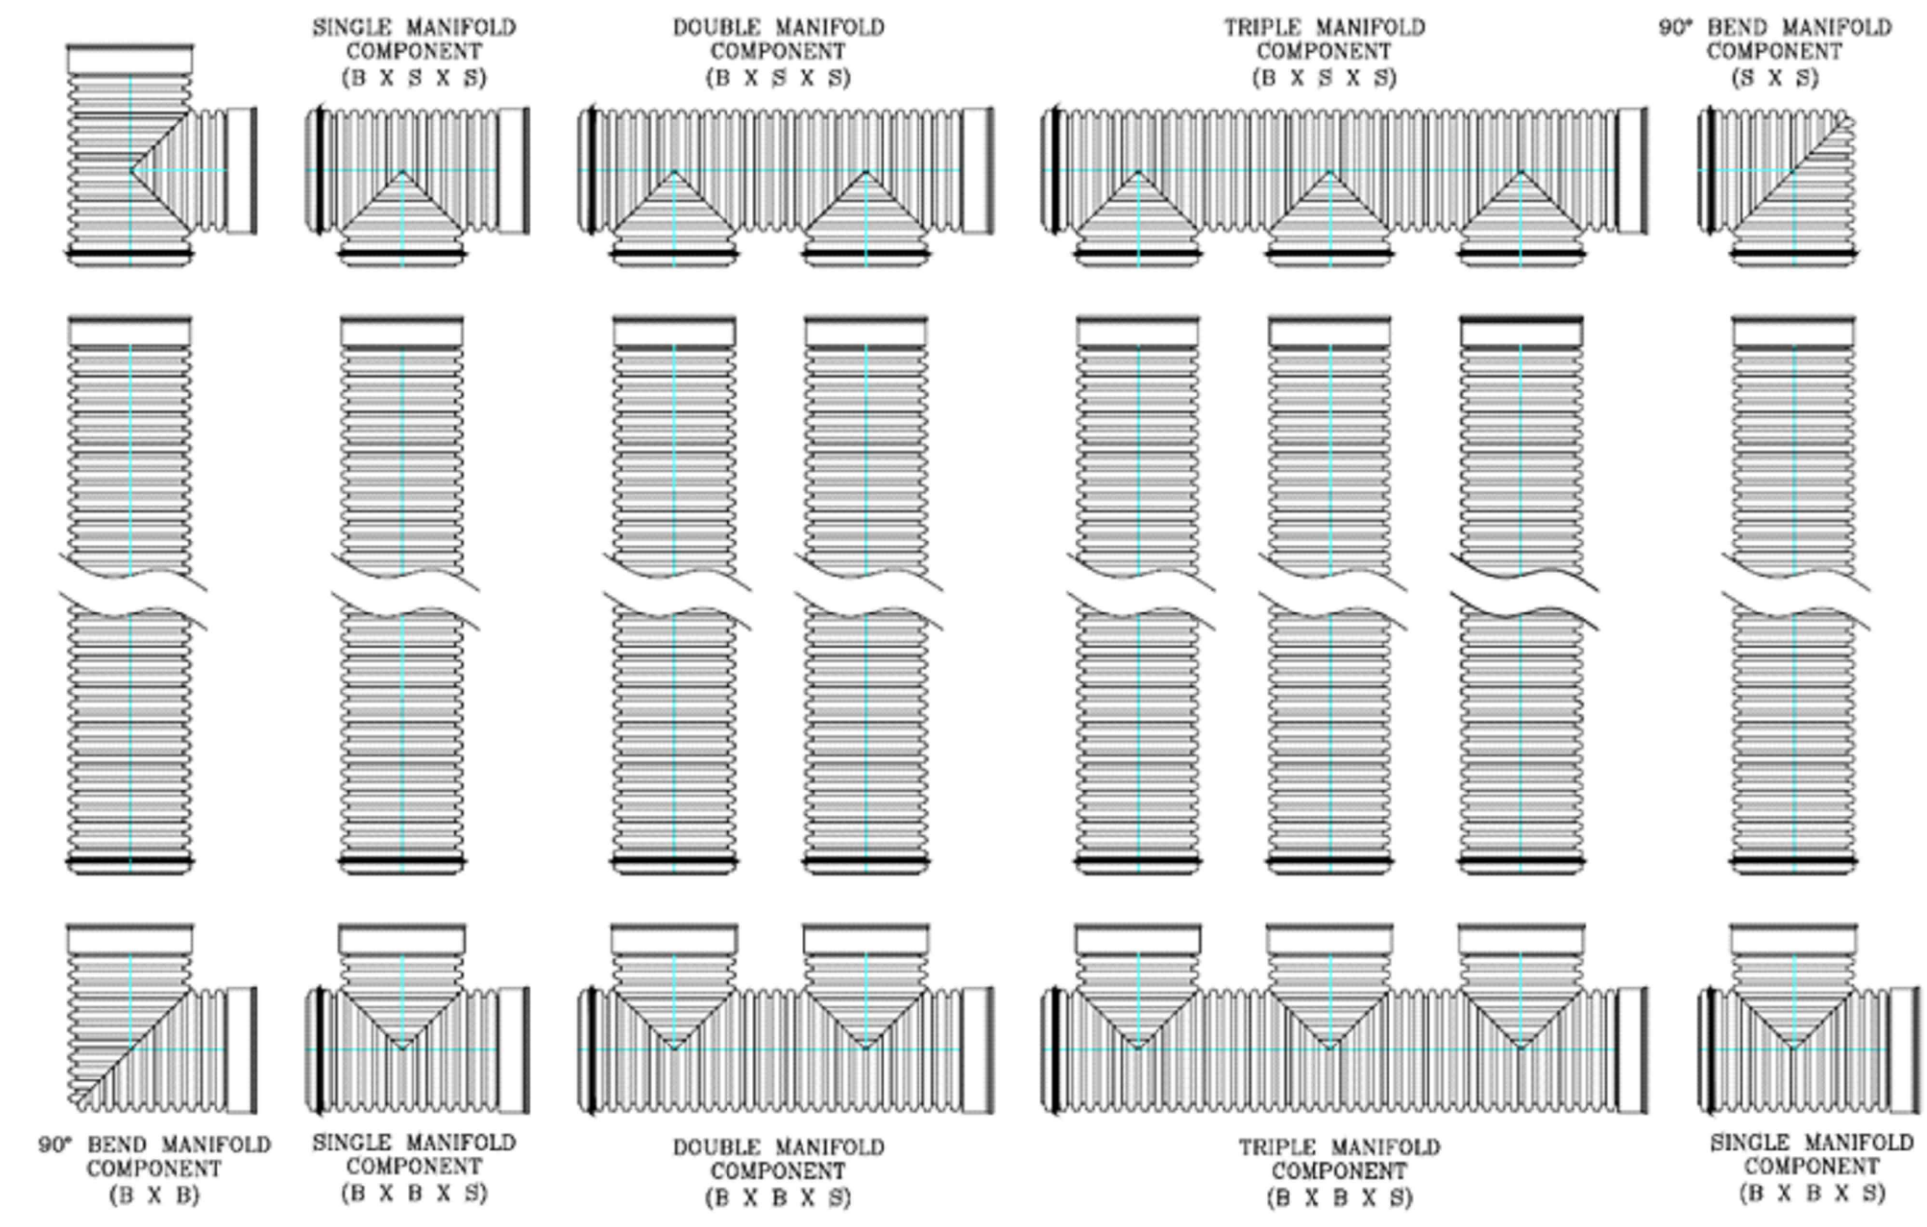 SINGLE MANIFOLD
COMPONENT
(B X S X S)
DOUBLE MANIFOLD
COMPONENT
(B X S X S)
TRIPLE MANIFOLD
COMPONENT
(B X S X S)
90° BEND MANIFOLD
COMPONENT
(S X S)
90° BEND MANIFOLD
COMPONENT
(B X B)
SINGLE MANIFOLD
COMPONENT
(B X B X S)
DOUBLE MANIFOLD
COMPONENT
(B X B X S)
TRIPLE MANIFOLD
COMPONENT
(B X B X S)
SINGLE MANIFOLD
COMPONENT
(B X B X S)